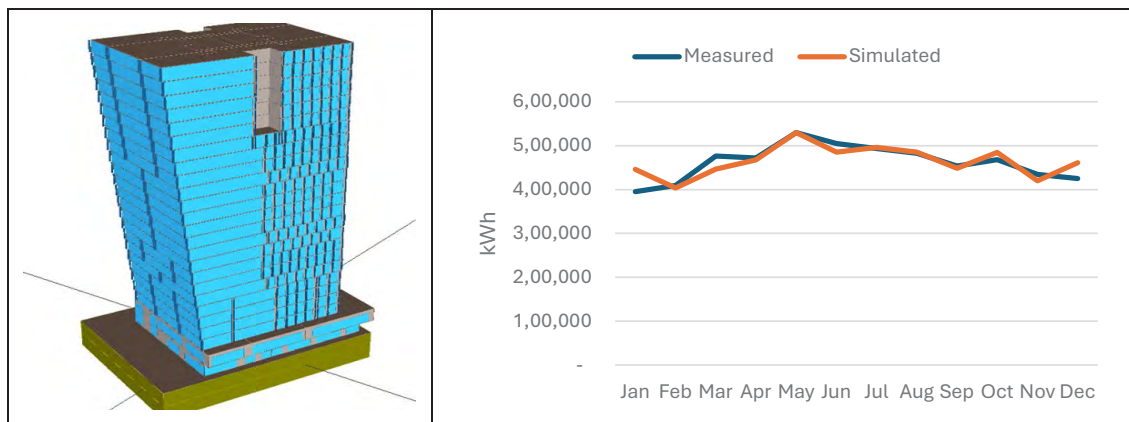 Measured Simulated
6,00,000
5,00,000
4,00,000
3,00,000
2,00,000
1,00,000
-
kWh
Jan Feb Mar Apr May Jun Jul Aug Sep Oct Nov Dec